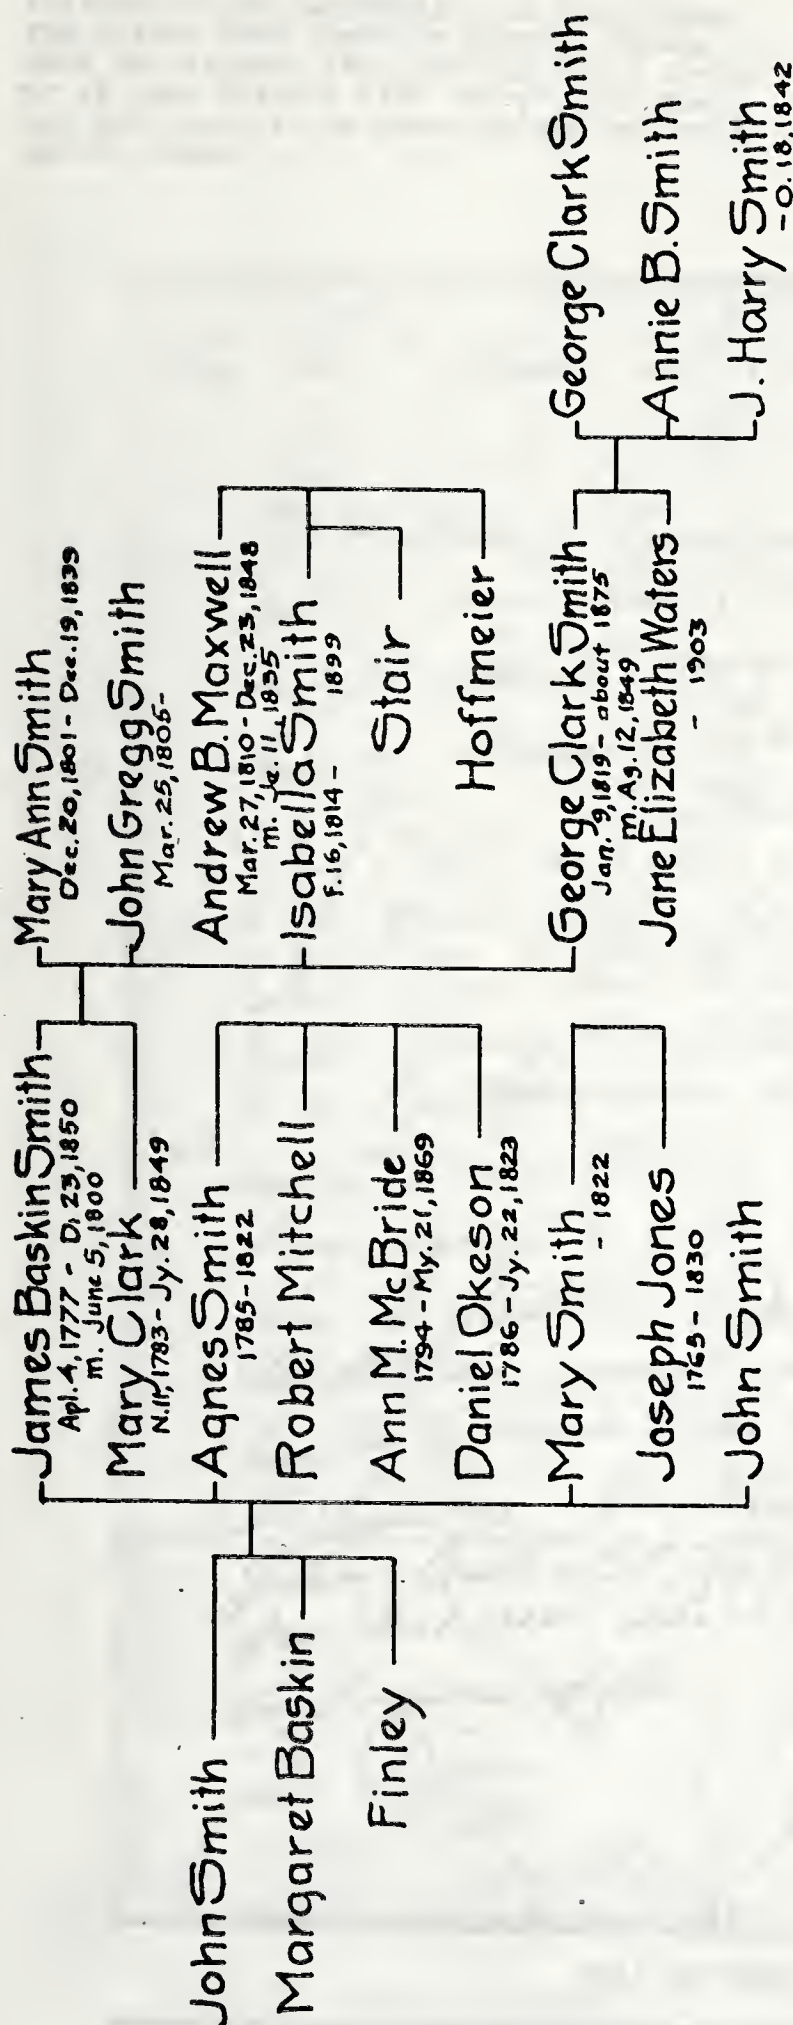 John Smith
Margaret Baskin
Finley
James Baskin Smith
Apl. 4, 1777 - D. 23, 1850
m. June 5, 1800
Mary Clark
N. 11, 1783 - Jy. 28, 1849
Agnes Smith
1785-1822
Robert Mitchell
Ann M. McBride
1794 - My. 21, 1869
Daniel Okeson
1786 - Jy. 22, 1823
Mary Smith
- 1822
Joseph Jones
1765 - 1830
John Smith
Mary Ann Smith
Dec. 20, 1801 - Dec. 19, 1839
John Gregg Smith
Mar. 25, 1805-
Andrew B. Maxwell
Mar. 27, 1810 - Dec. 23, 1848
m. Je. 11, 1835
Isabella Smith
F. 16, 1814 - 1899
Stair
Hoffmeier
George Clark Smith
Jan. 9, 1819 - about 1875
m. Ag. 12, 1849
Jane Elizabeth Waters
- 1903
George Clark Smith
Annie B. Smith
J. Harry Smith
- O. 18, 1842